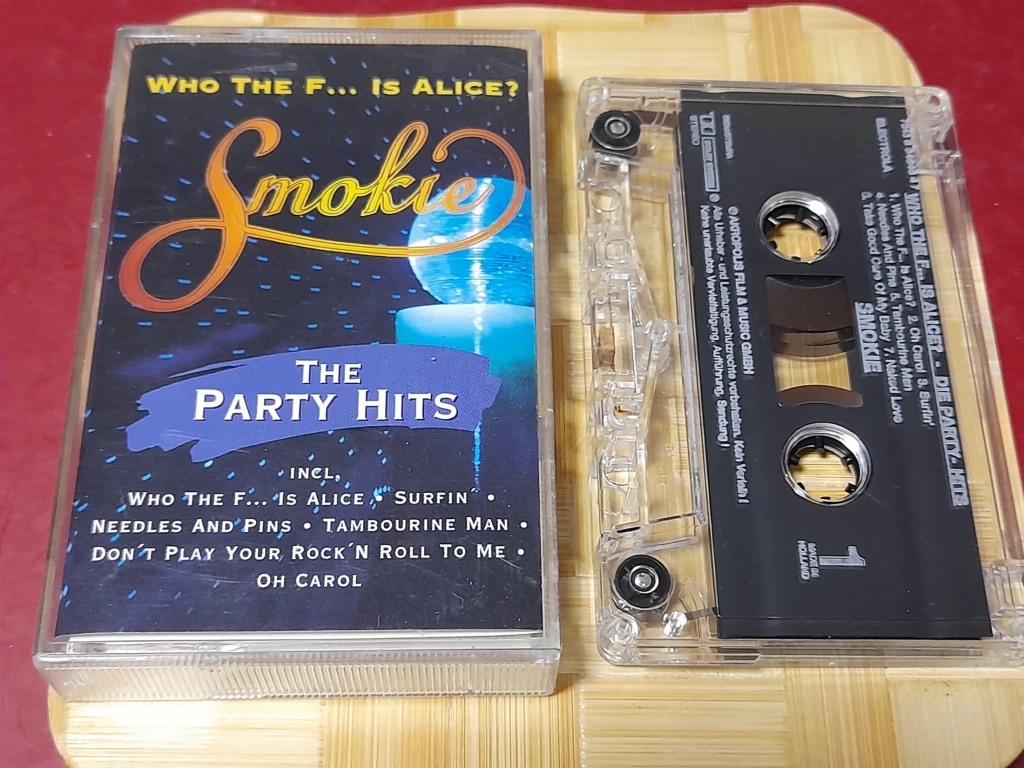 WHO THE F... IS ALICE?
Smokie
THE
PARTY HITS
INCL.
WHO THE F... IS ALICE • SURFIN´ •
NEEDLES AND PINS • TAMBOURINE MAN •
DON´T PLAY YOUR ROCK´N ROLL TO ME •
OH CAROL
WHO THE F... IS ALICE? - DIE PARTY- HITS
SMOKIE
ELECTROLA
1. Who The F... Is Alice? 2. Oh Carol 3. Surfin'
4. Needles And Pins 5. Tambourine Man
6. Take Good Care Of My Baby 7. Naked Love
1
MADE IN
HOLLAND
STEREO
℗ AKROPOLIS FILM & MUSIC GMBH
© Alle Urheber - und Leistungsschutzrechte vorbehalten. Kein Verleih !
Keine unerlaubte Vervielfältigung, Aufführung, Sendung !